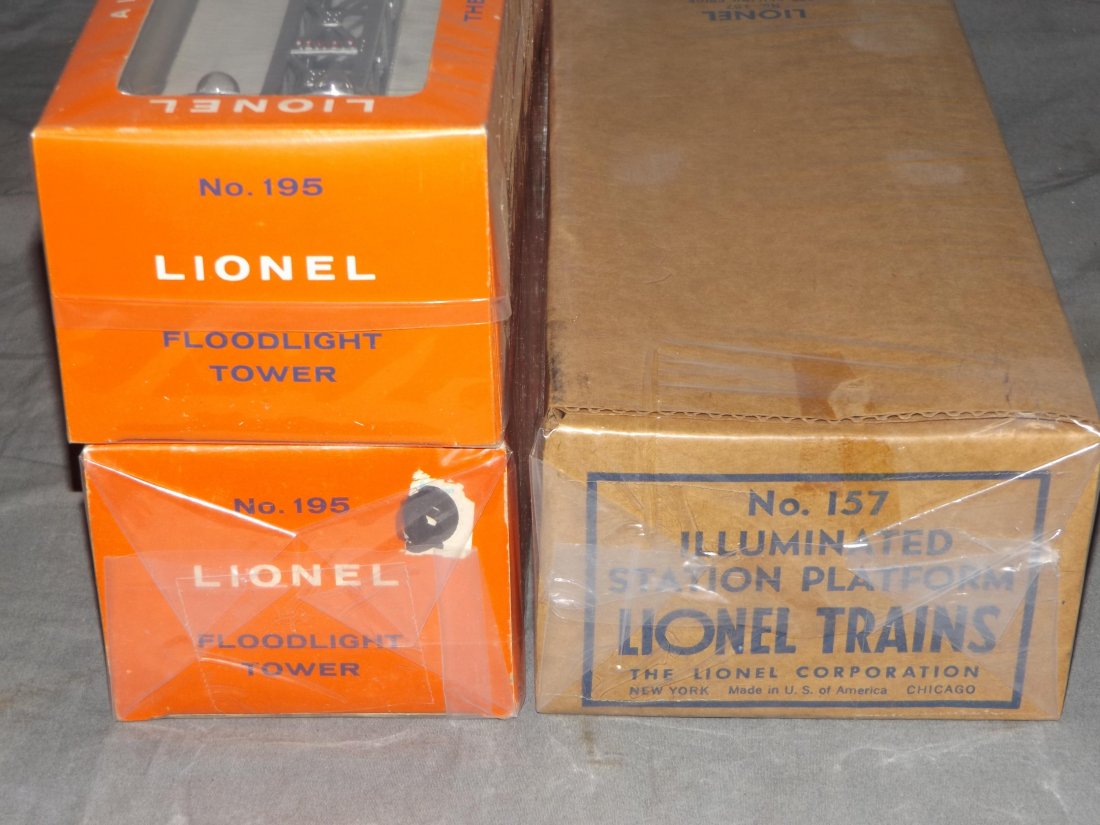 LIONEL
THE
A
No. 195
LIONEL
FLOODLIGHT
TOWER
No. 195
LIONEL
FLOODLIGHT
TOWER
LIONEL
No. 157
ILLUMINATED
STATION PLATFORM
LIONEL TRAINS
THE LIONEL CORPORATION
NEW YORK Made in U. S. of America CHICAGO